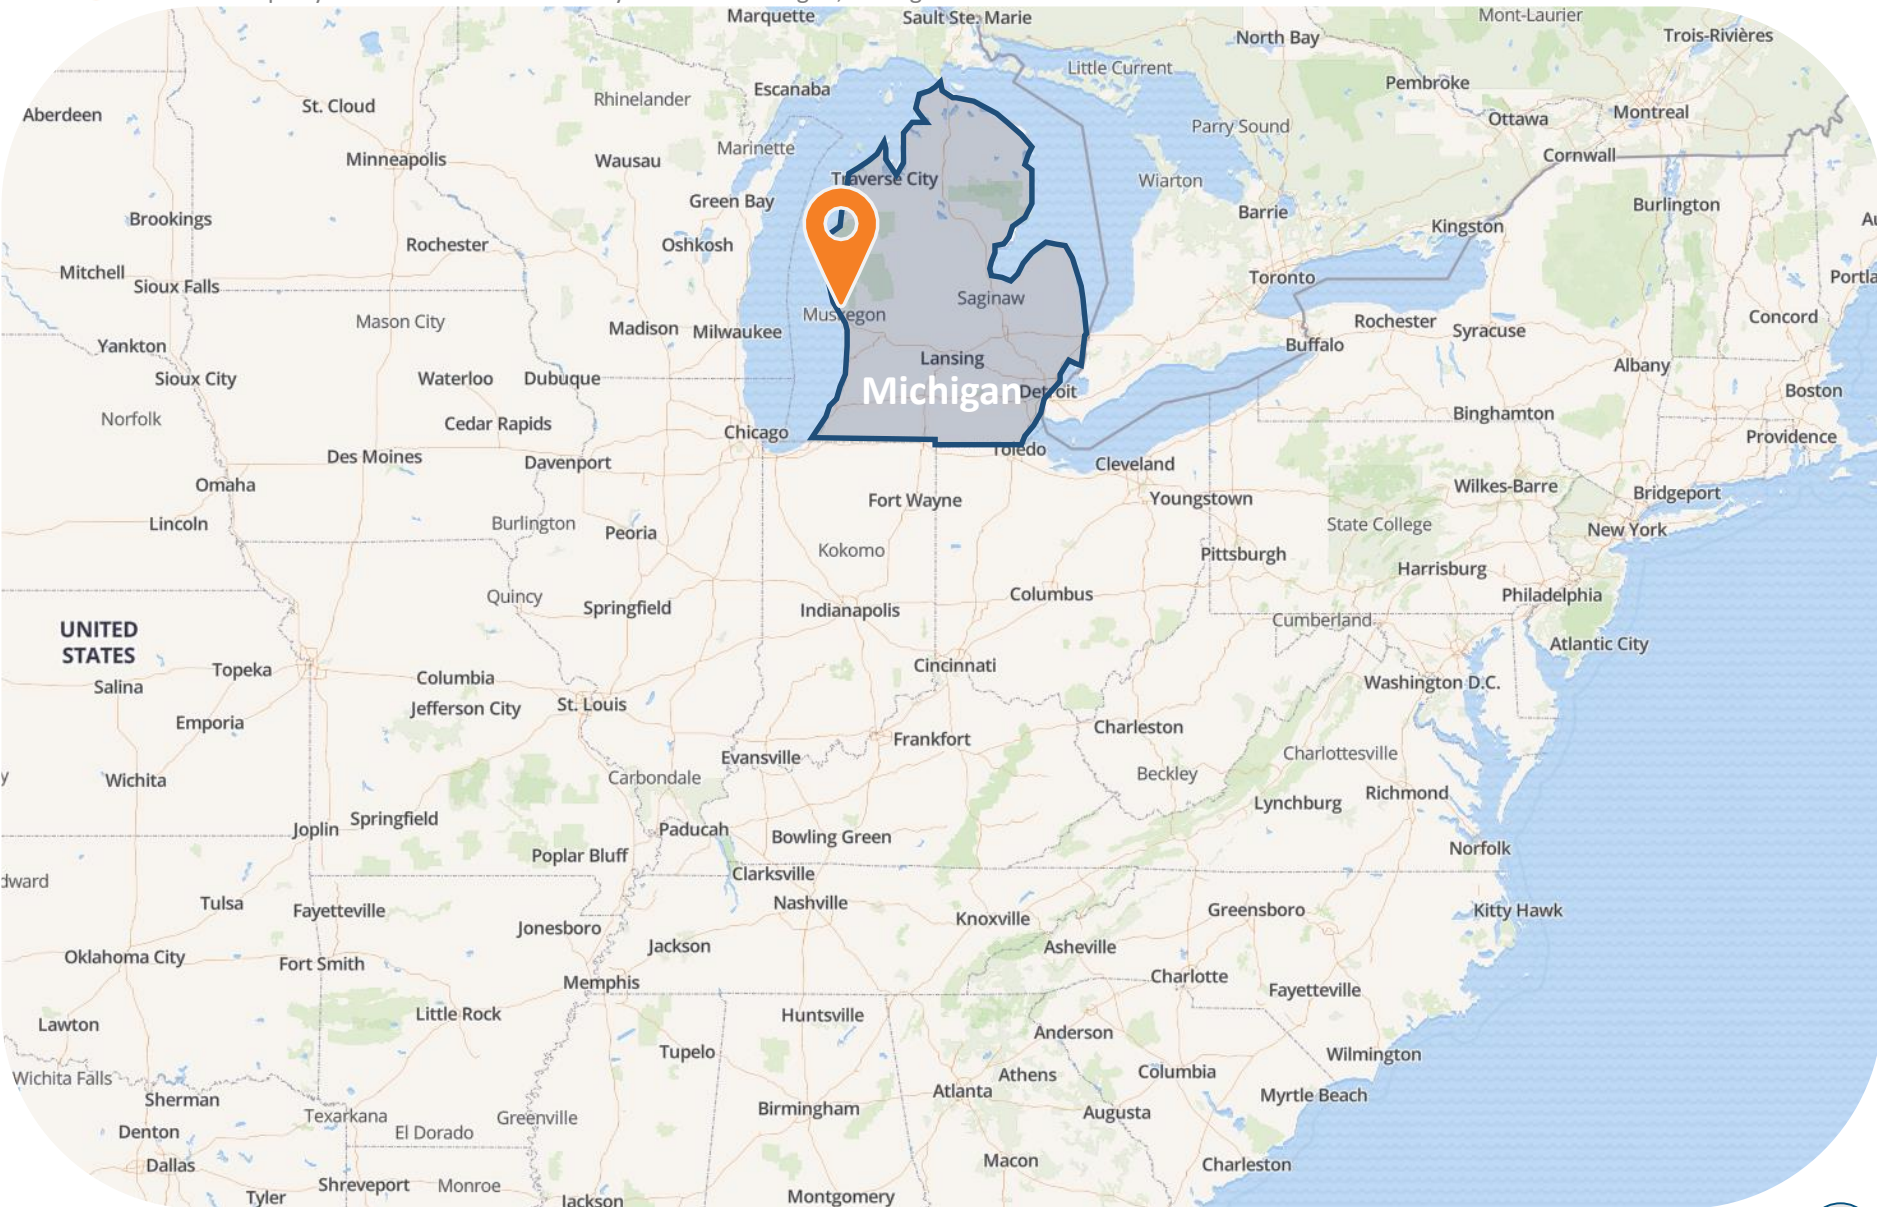 Marquette
Sault Ste. Marie
Mont-Laurier
North Bay
Trois-Rivières
Little Current
Escanaba
Pembroke
Rhinelander
St. Cloud
Aberdeen
Montreal
Ottawa
Parry Sound
Marinette
Cornwall
Minneapolis
Wausau
Traverse City
Wiarton
Green Bay
Burlington
Barrie
Brookings
Kingston
Rochester
Oshkosh
Mitchell
Toronto
Sioux Falls
Saginaw
Muskegon
Concord
Mason City
Rochester
Madison
Milwaukee
Syracuse
Yankton
Buffalo
Lansing
Albany
Sioux City
Waterloo
Dubuque
Michigan
Detroit
Boston
Norfolk
Cedar Rapids
Binghamton
Chicago
Providence
Toledo
Des Moines
Davenport
Cleveland
Omaha
Wilkes-Barre
Bridgeport
Fort Wayne
Youngstown
Lincoln
Burlington
State College
New York
Peoria
Kokomo
Pittsburgh
Harrisburg
Quincy
Columbus
Philadelphia
Springfield
Indianapolis
Cumberland
UNITED
STATES
Atlantic City
Cincinnati
Topeka
Columbia
Washington D.C.
Salina
Jefferson City
St. Louis
Emporia
Charleston
Frankfort
Charlottesville
Evansville
Beckley
Carbondale
Wichita
Richmond
Lynchburg
Springfield
Joplin
Paducah
Bowling Green
Norfolk
Poplar Bluff
Clarksville
dward
Tulsa
Nashville
Fayetteville
Greensboro
Kitty Hawk
Knoxville
Jonesboro
Jackson
Asheville
Oklahoma City
Fort Smith
Charlotte
Memphis
Fayetteville
Little Rock
Huntsville
Lawton
Anderson
Tupelo
Wilmington
Columbia
Athens
Wichita Falls
Atlanta
Myrtle Beach
Sherman
Birmingham
Augusta
Texarkana
Greenville
El Dorado
Denton
Macon
Dallas
Charleston
Shreveport
Monroe
Tyler
Montgomery
Jackson